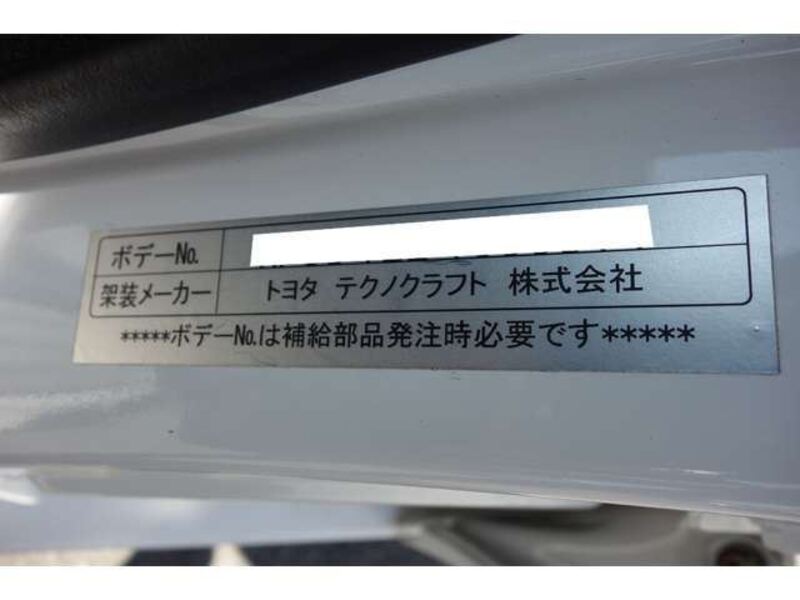 ボデーNo.
架装メーカー トヨタ テクノクラフト 株式会社
*****ボデーNo.は補給部品発注時必要です*****